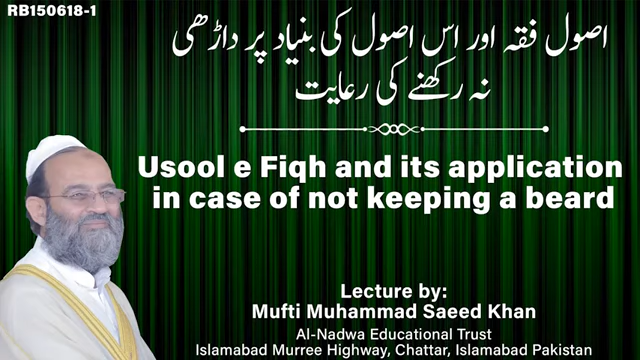 RB150618-1
اصول فقہ اور اس اصول کی بنیاد پر داڑھی
نہ رکھنے کی رعایت
Usool e Fiqh and its application
in case of not keeping a beard
Lecture by:
Mufti Muhammad Saeed Khan
Al-Nadwa Educational Trust
Islamabad Murree Highway, Chattar, Islamabad Pakistan